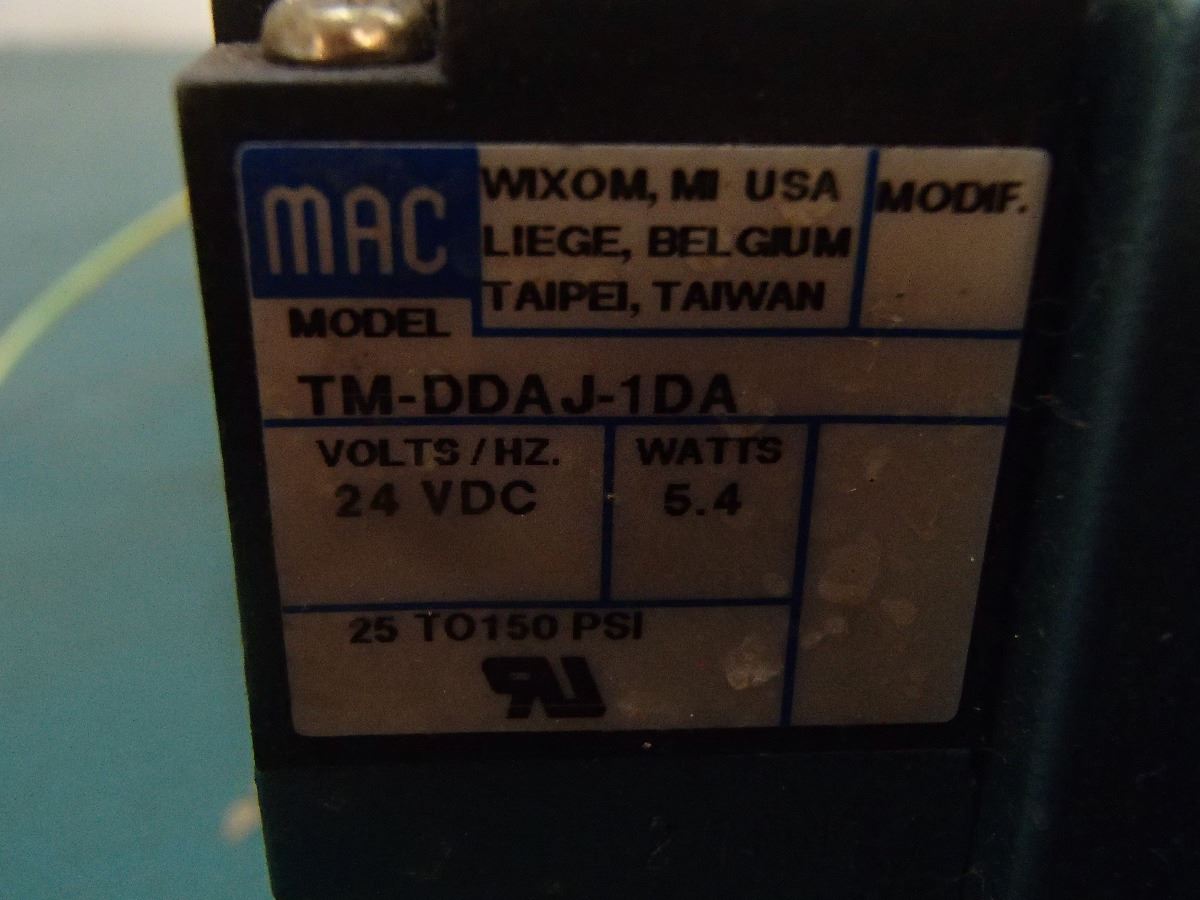 MAC
WIXOM, MI USA
LIEGE, BELGIUM
TAIPEI, TAIWAN
MODIF.
MODEL
TM-DDAJ-1DA
VOLTS / HZ.
24 VDC
WATTS
5.4
25 TO150 PSI